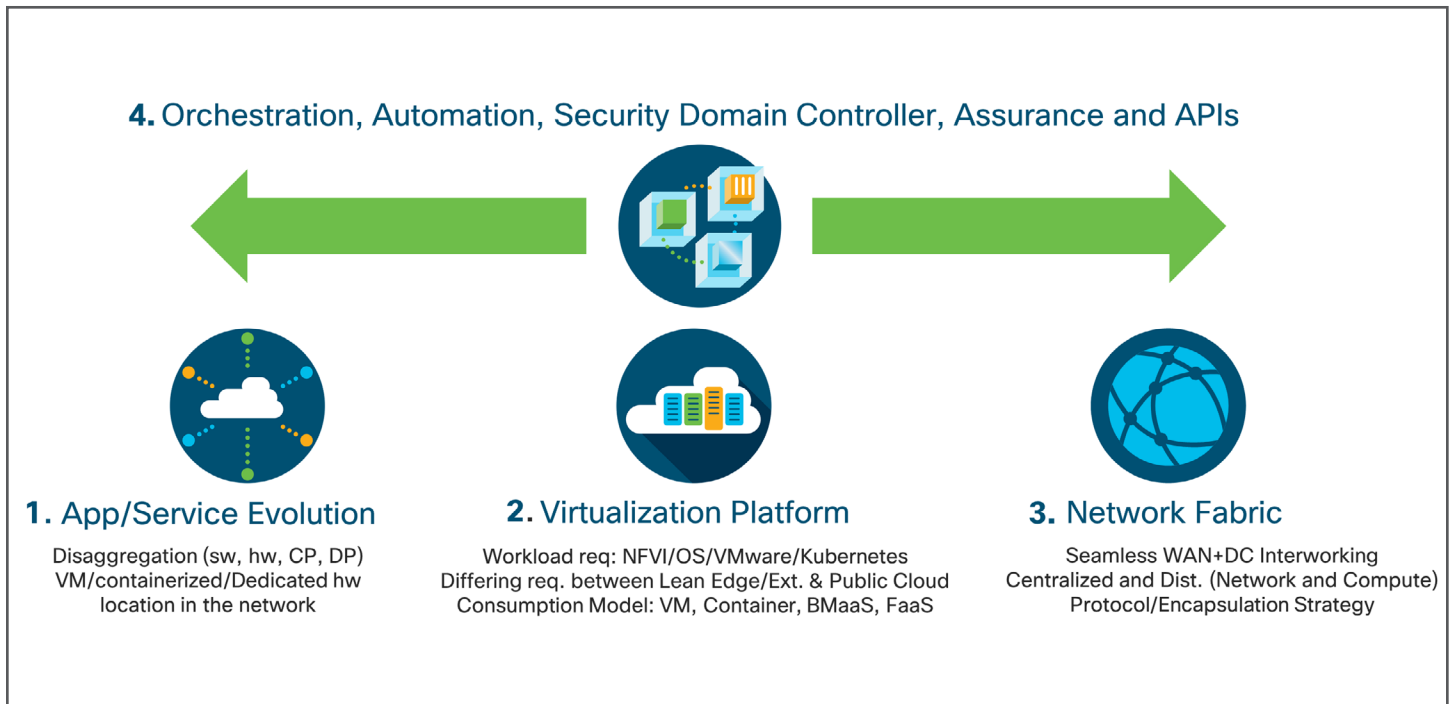 4. Orchestration, Automation, Security Domain Controller, Assurance and APIs
1. App/Service Evolution
Disaggregation (sw, hw, CP, DP)
VM/containerized/Dedicated hw
location in the network
2. Virtualization Platform
Workload req: NFVI/OS/VMware/Kubernetes
Differing req. between Lean Edge/Ext. & Public Cloud
Consumption Model: VM, Container, BMaaS, FaaS
3. Network Fabric
Seamless WAN+DC Interworking
Centralized and Dist. (Network and Compute)
Protocol/Encapsulation Strategy